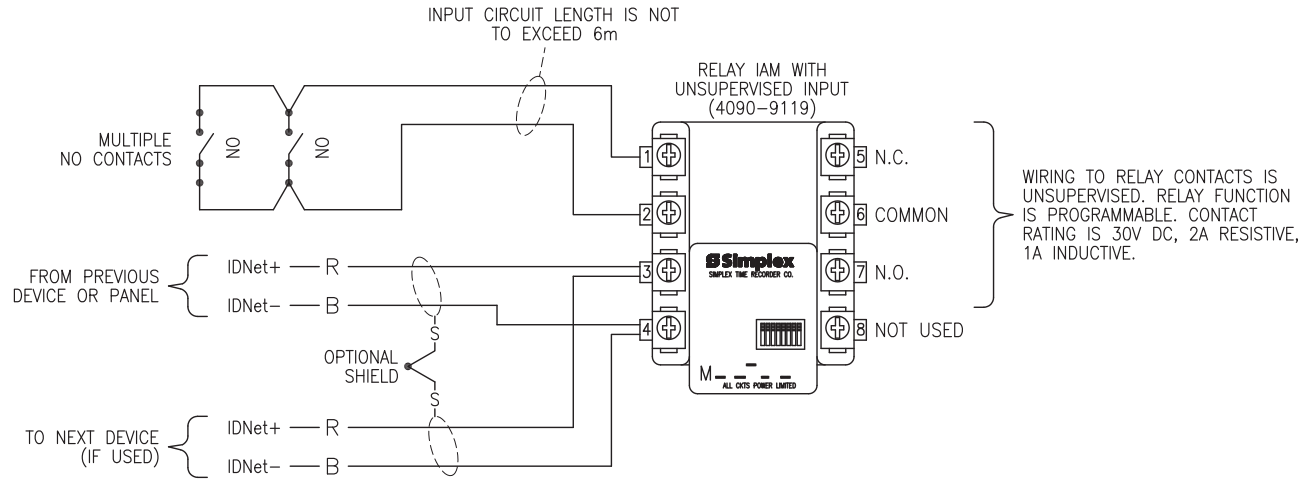 INPUT CIRCUIT LENGTH IS NOT
TO EXCEED 6m
RELAY IAM WITH
UNSUPERVISED INPUT
(4090-9119)
MULTIPLE
NO CONTACTS
NO
NO
1
2
3
4
5 N.C.
6 COMMON
7 N.O.
8 NOT USED
WIRING TO RELAY CONTACTS IS
UNSUPERVISED. RELAY FUNCTION
IS PROGRAMMABLE. CONTACT
RATING IS 30V DC, 2A RESISTIVE,
1A INDUCTIVE.
Simplex
SIMPLEX TIME RECORDER CO.
M
ALL CKTS POWER LIMITED
FROM PREVIOUS
DEVICE OR PANEL
IDNet+ R
IDNet- B
S
OPTIONAL
SHIELD
S
TO NEXT DEVICE
(IF USED)
IDNet+ R
IDNet- B